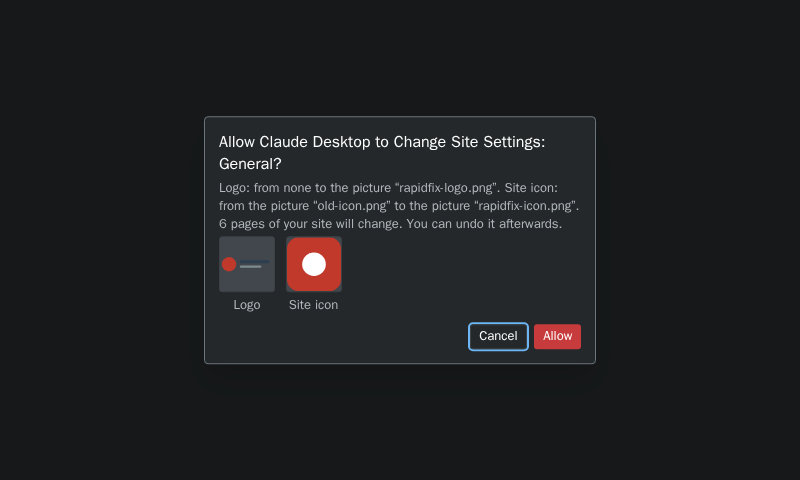 Allow Claude Desktop to Change Site Settings:
General?
Logo: from none to the picture “rapidfix-logo.png”. Site icon:
from the picture “old-icon.png” to the picture “rapidfix-icon.png”.
6 pages of your site will change. You can undo it afterwards.
Logo
Site icon
Cancel
Allow